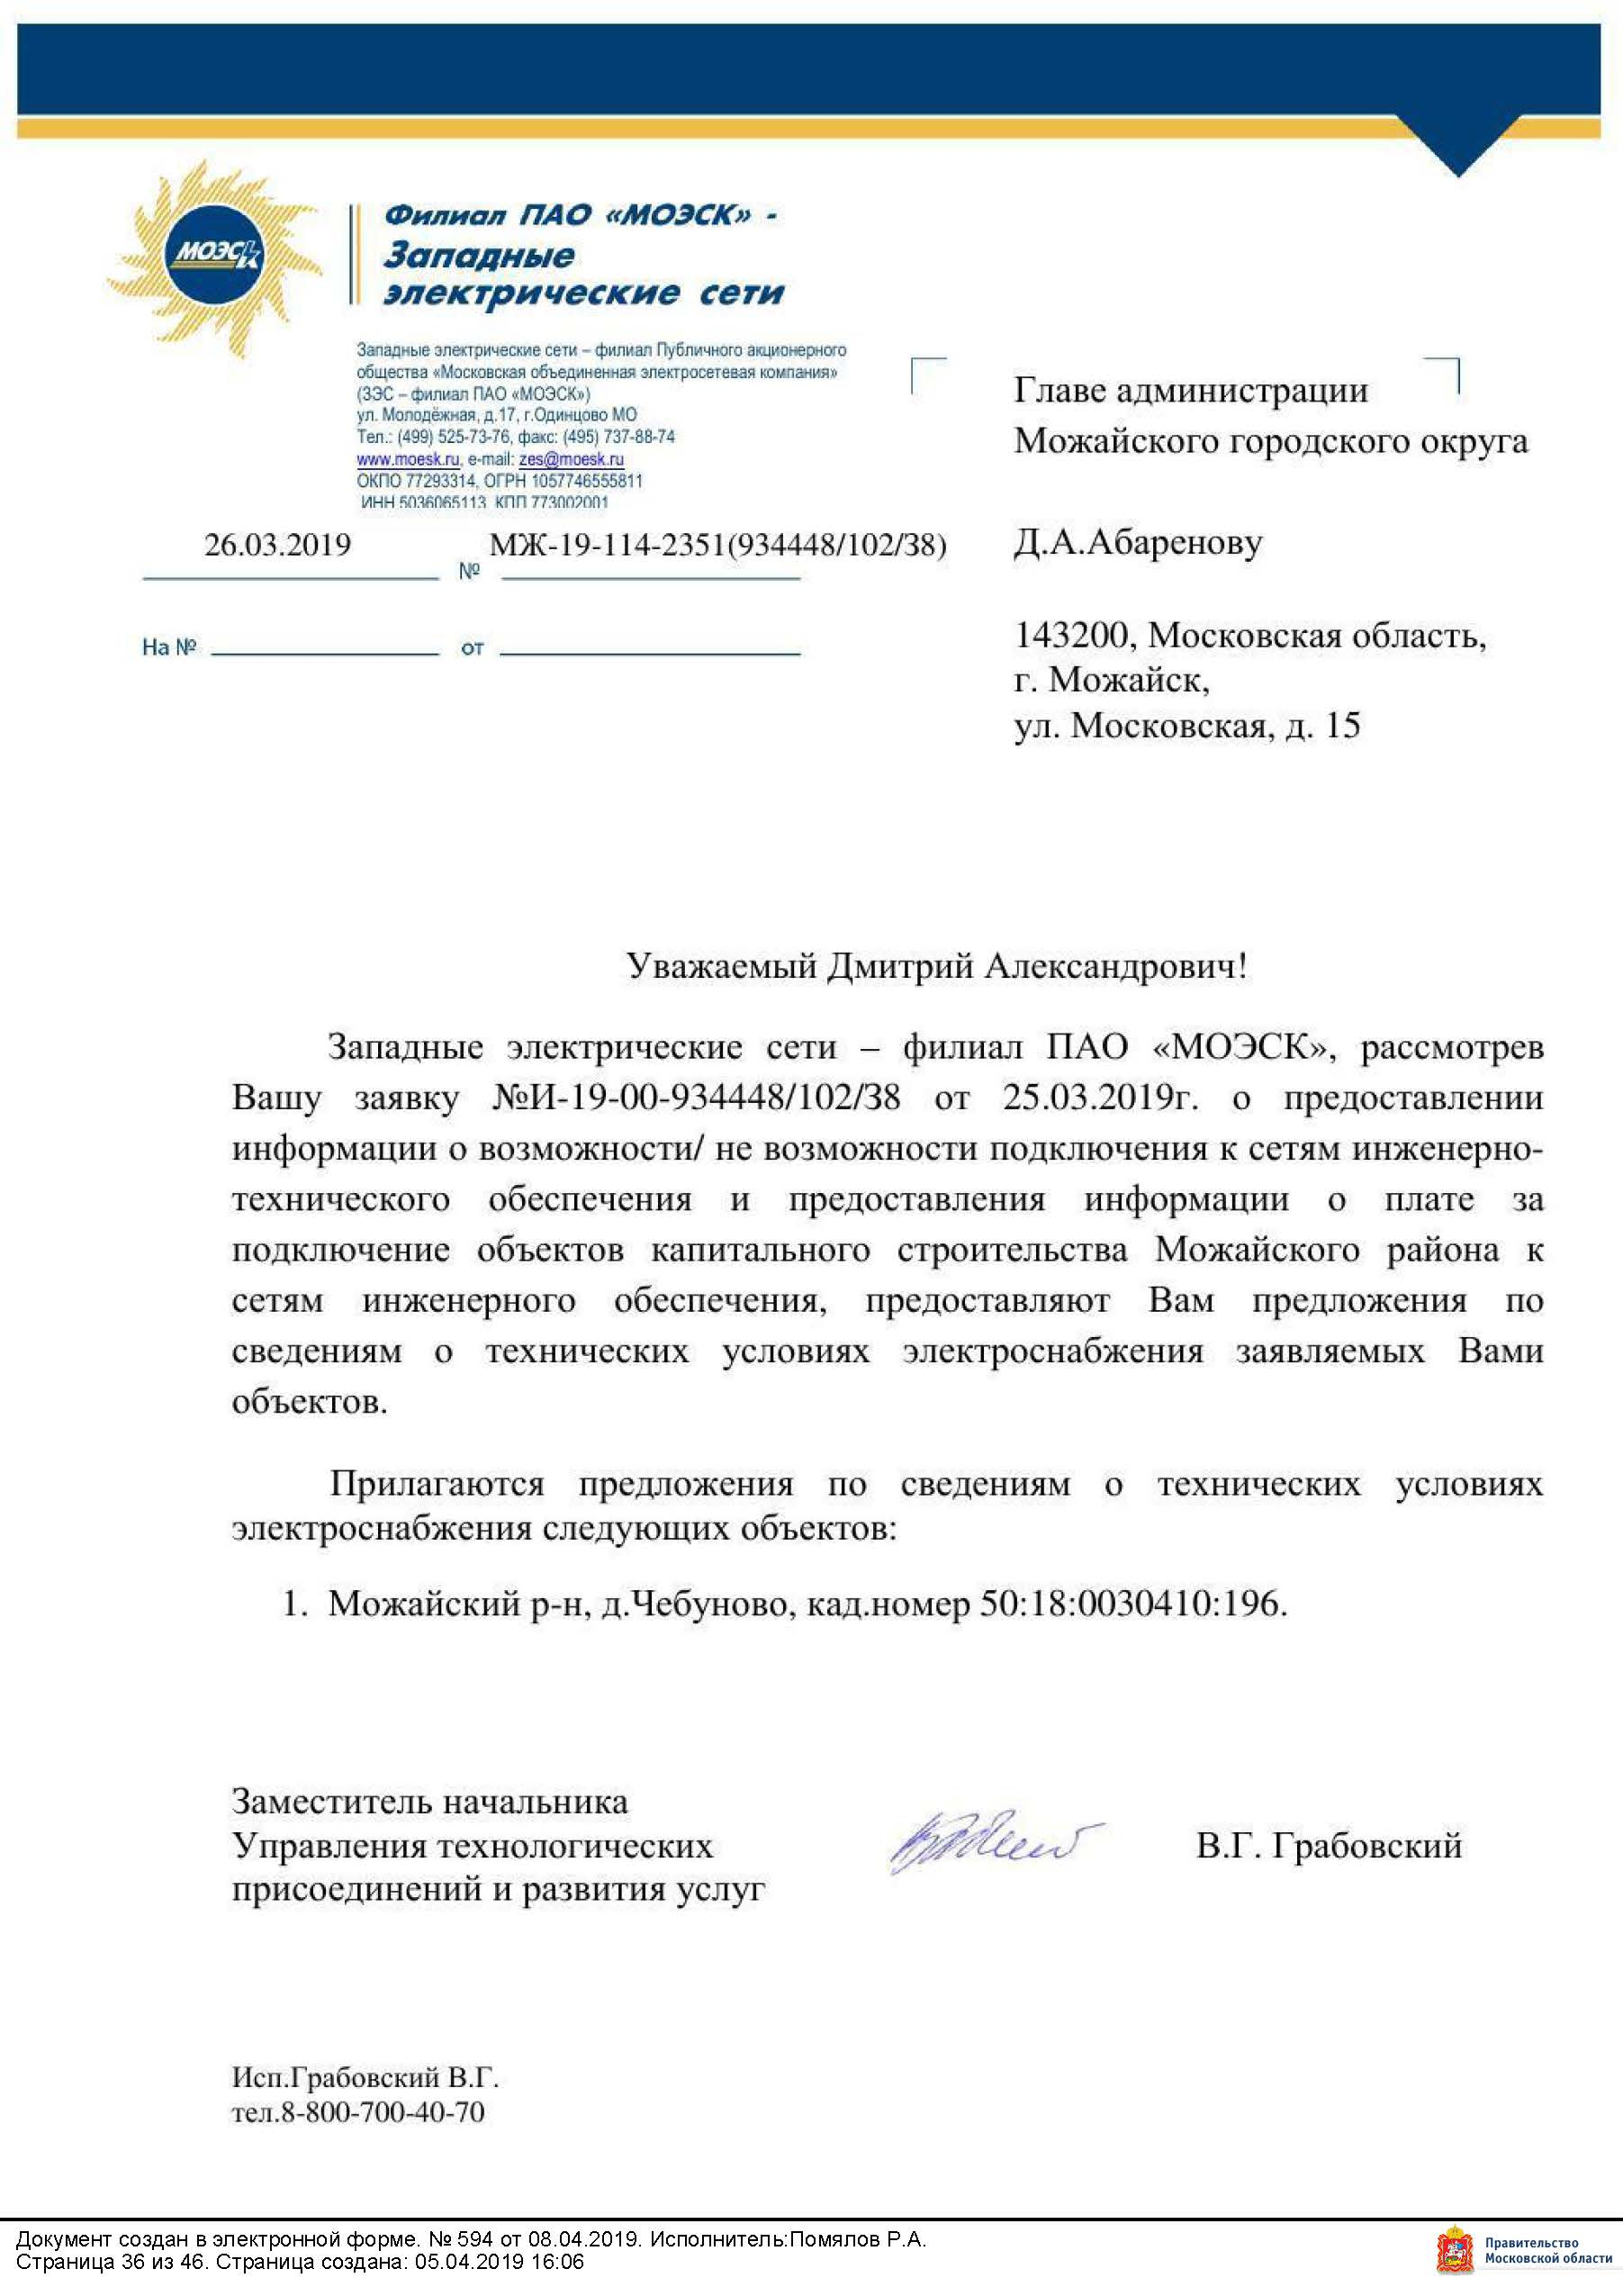 МОЭСК
Филиал ПАО «МОЭСК» -
Западные
электрические сети
Западные электрические сети – филиал Публичного акционерного
общества «Московская объединенная электросетевая компания»
(ЗЭС – филиал ПАО «МОЭСК»)
ул. Молодёжная, д.17, г.Одинцово МО
Тел.: (499) 525-73-76, факс: (495) 737-88-74
www.moesk.ru, e-mail: zes@moesk.ru
ОКПО 77293314, ОГРН 1057746555811
ИНН 5036065113 КПП 773002001
26.03.2019 № МЖ-19-114-2351(934448/102/38)
На № от
Главе администрации
Можайского городского округа
Д.А.Абаренову
143200, Московская область,
г. Можайск,
ул. Московская, д. 15
Уважаемый Дмитрий Александрович!
Западные электрические сети – филиал ПАО «МОЭСК», рассмотрев
Вашу заявку №И-19-00-934448/102/38 от 25.03.2019г. о предоставлении
информации о возможности/ не возможности подключения к сетям инженерно-
технического обеспечения и предоставления информации о плате за
подключение объектов капитального строительства Можайского района к
сетям инженерного обеспечения, предоставляют Вам предложения по
сведениям о технических условиях электроснабжения заявляемых Вами
объектов.
Прилагаются предложения по сведениям о технических условиях
электроснабжения следующих объектов:
1. Можайский р-н, д.Чебуново, кад.номер 50:18:0030410:196.
Заместитель начальника
Управления технологических
присоединений и развития услуг
В.Г. Грабовский
Исп.Грабовский В.Г.
тел.8-800-700-40-70
Документ создан в электронной форме. № 594 от 08.04.2019. Исполнитель:Помялов Р.А.
Страница 36 из 46. Страница создана: 05.04.2019 16:06
Правительство
Московской области